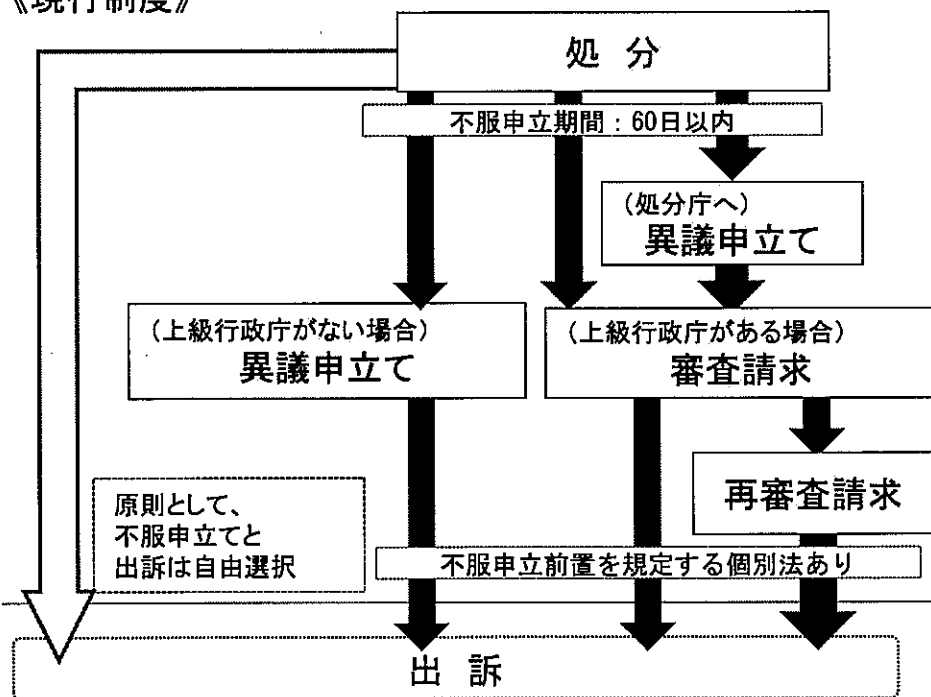 《現行制度》
処 分
不服申立期間：60日以内
(処分庁へ)
異議申立て
(上級行政庁がない場合)
異議申立て
(上級行政庁がある場合)
審査請求
再審査請求
原則として、
不服申立てと
出訴は自由選択
不服申立前置を規定する個別法あり
出 訴